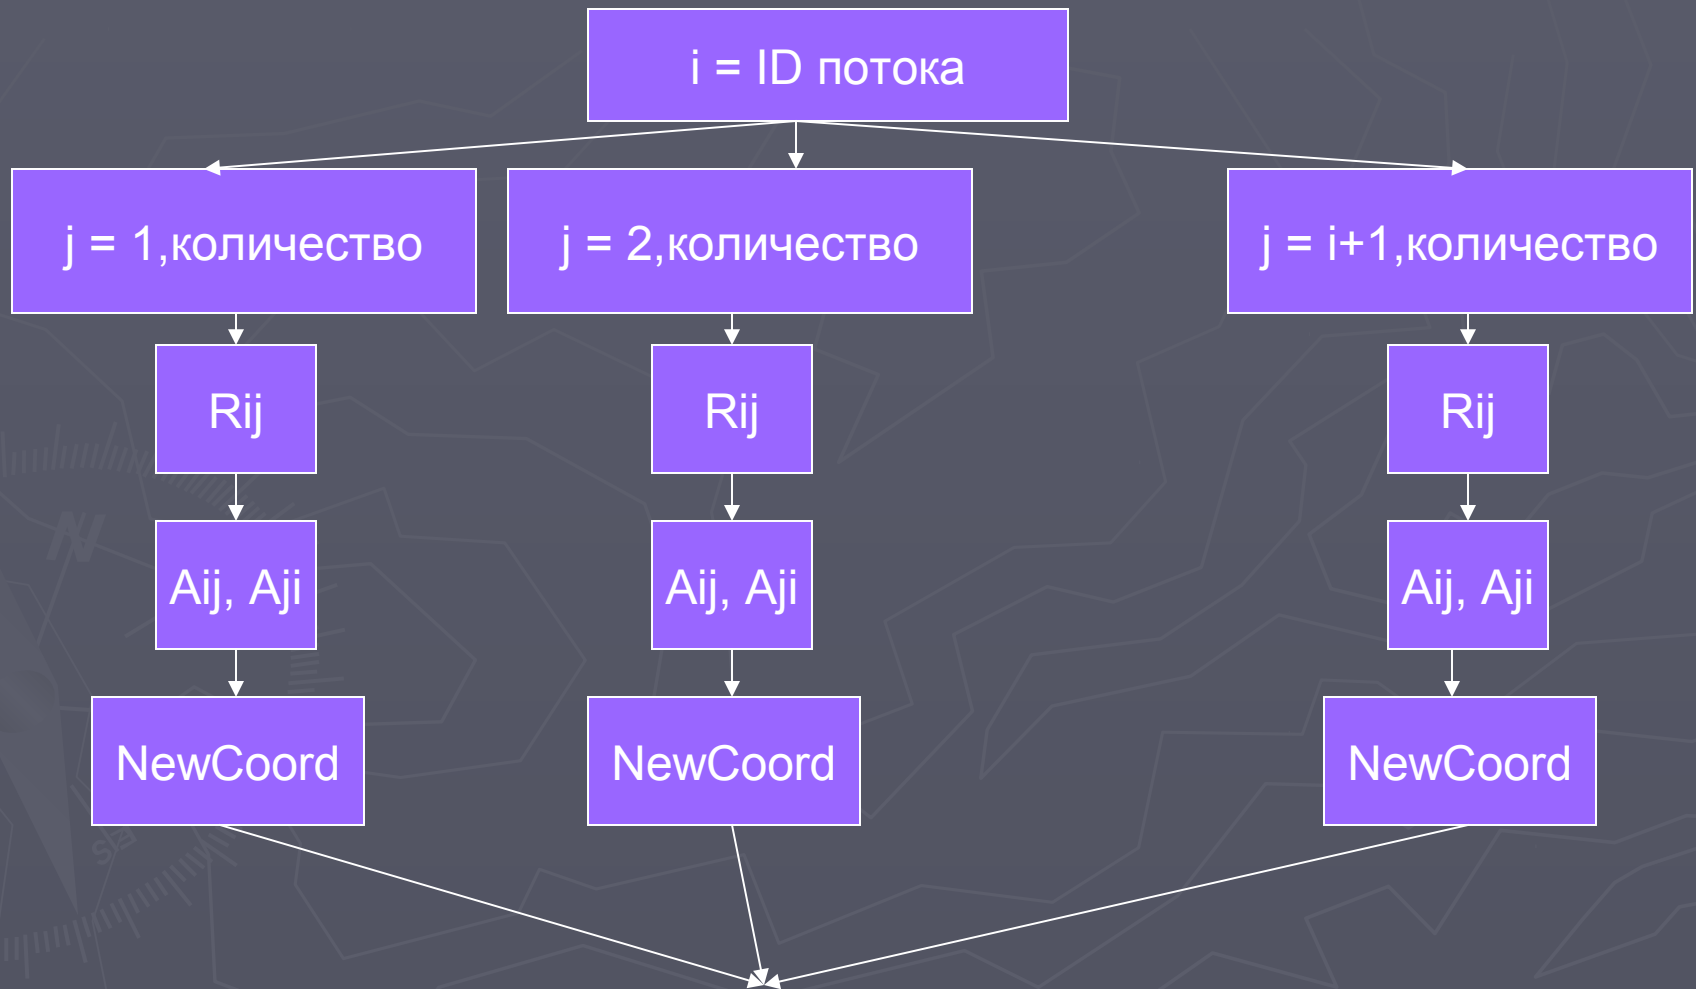 i = ID потока
j = 1,количество
j = 2,количество
j = i+1,количество
Rij
Rij
Rij
Aij, Aji
Aij, Aji
Aij, Aji
NewCoord
NewCoord
NewCoord
N